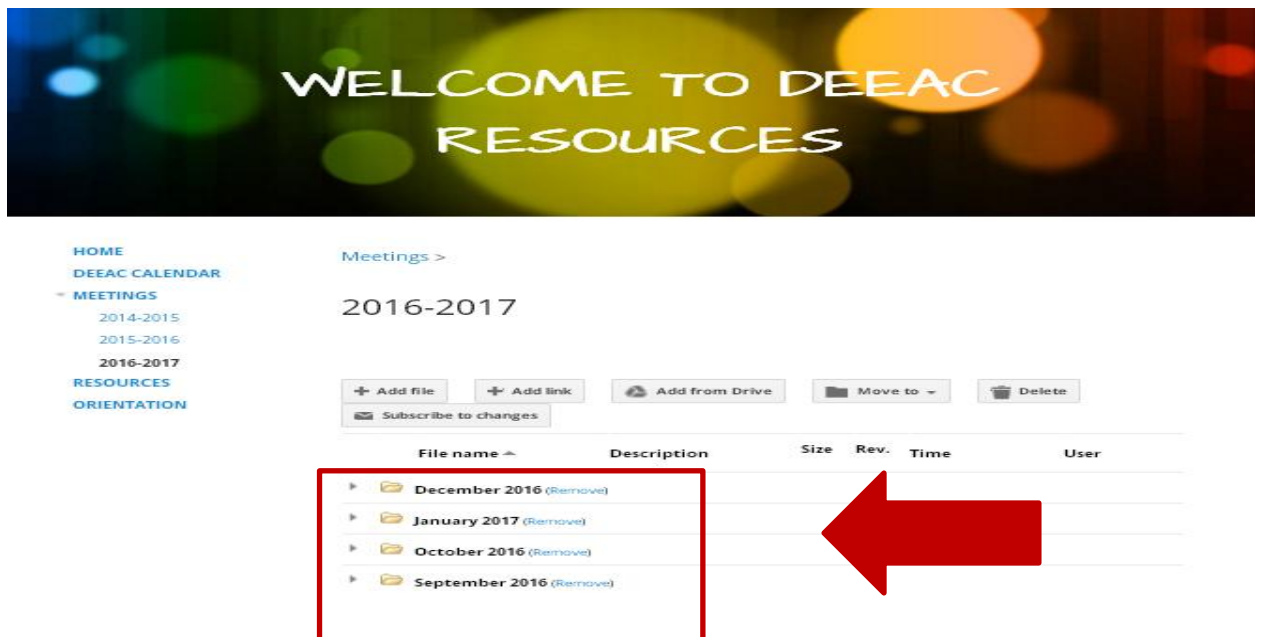 WELCOME TO DEEAC
RESOURCES
HOME
DEEAC CALENDAR
MEETINGS
2014-2015
2015-2016
2016-2017
RESOURCES
ORIENTATION
Meetings >
2016-2017
+ Add file
+ Add link
Add from Drive
Move to
Delete
Subscribe to changes
File name Description Size Rev. Time User
December 2016 (Remove)
January 2017 (Remove)
October 2016 (Remove)
September 2016 (Remove)